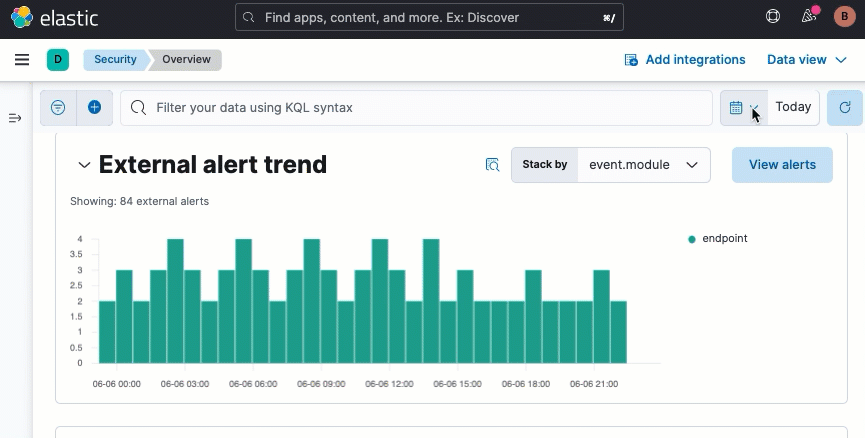 elastic
Find apps, content, and more. Ex: Discover
⌘/
B
D
Security
Overview
Add integrations
Data view
Filter your data using KQL syntax
Today
External alert trend
Stack by
event.module
View alerts
Showing: 84 external alerts
4
3.5
3
2.5
2
1.5
1
0.5
0
endpoint
06-06 00:00
06-06 03:00
06-06 06:00
06-06 09:00
06-06 12:00
06-06 15:00
06-06 18:00
06-06 21:00